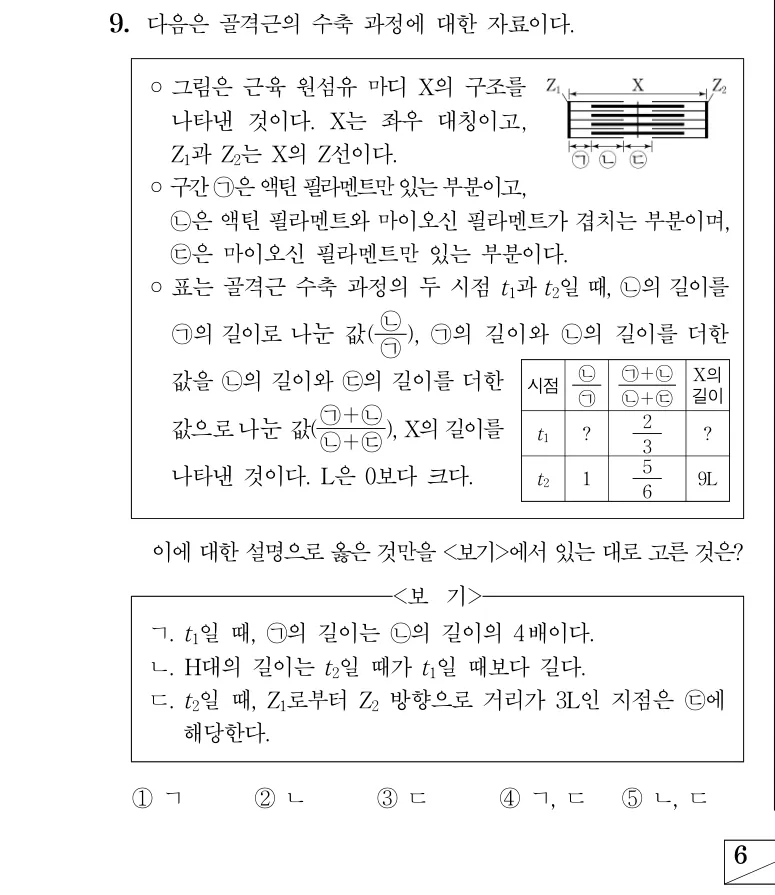 9. 다음은 골격근의 수축 과정에 대한 자료이다.
○ 그림은 근육 원섬유 마디 X의 구조를
나타낸 것이다. X는 좌우 대칭이고,
Z₁과 Z₂는 X의 Z선이다.
Z₁ X Z₂
㉠ ㉡ ㉢
○ 구간 ㉠은 액틴 필라멘트만 있는 부분이고,
㉡은 액틴 필라멘트와 마이오신 필라멘트가 겹치는 부분이며,
㉢은 마이오신 필라멘트만 있는 부분이다.
○ 표는 골격근 수축 과정의 두 시점 t₁과 t₂일 때, ㉡의 길이를
㉠의 길이로 나눈 값(㉡/㉠), ㉠의 길이와 ㉡의 길이를 더한
값을 ㉡의 길이와 ㉢의 길이를 더한
값으로 나눈 값(㉠+㉡/㉡+㉢), X의 길이를
나타낸 것이다. L은 0보다 크다.
시점 ㉡/㉠ ㉠+㉡/㉡+㉢ X의 길이
t₁ ? 2/3 ?
t₂ 1 5/6 9L
이에 대한 설명으로 옳은 것만을 <보기>에서 있는 대로 고른 것은?
<보 기>
ㄱ. t₁일 때, ㉠의 길이는 ㉡의 길이의 4배이다.
ㄴ. H대의 길이는 t₂일 때가 t₁일 때보다 길다.
ㄷ. t₂일 때, Z₁로부터 Z₂ 방향으로 거리가 3L인 지점은 ㉢에
해당한다.
① ㄱ ② ㄴ ③ ㄷ ④ ㄱ, ㄷ ⑤ ㄴ, ㄷ
6